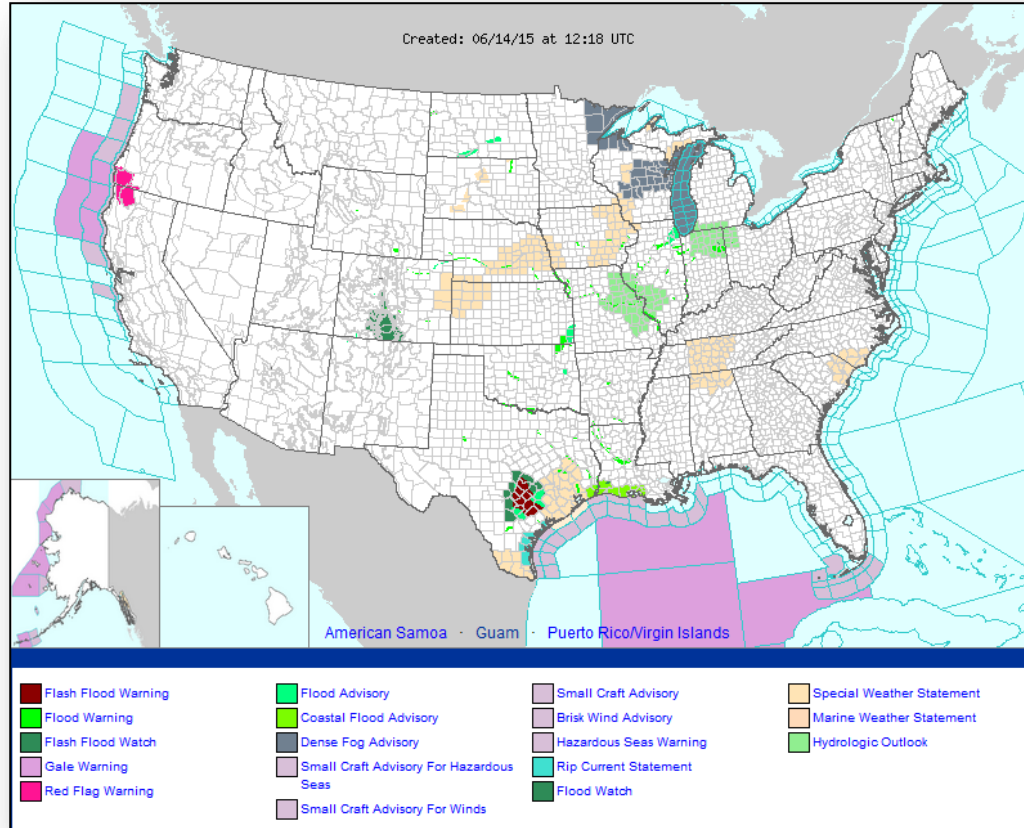 Created: 06/14/15 at 12:18 UTC
American Samoa · Guam · Puerto Rico/Virgin Islands
Flash Flood Warning
Flood Warning
Flash Flood Watch
Gale Warning
Red Flag Warning
Flood Advisory
Coastal Flood Advisory
Dense Fog Advisory
Small Craft Advisory For Hazardous
Seas
Small Craft Advisory For Winds
Small Craft Advisory
Brisk Wind Advisory
Hazardous Seas Warning
Rip Current Statement
Flood Watch
Special Weather Statement
Marine Weather Statement
Hydrologic Outlook